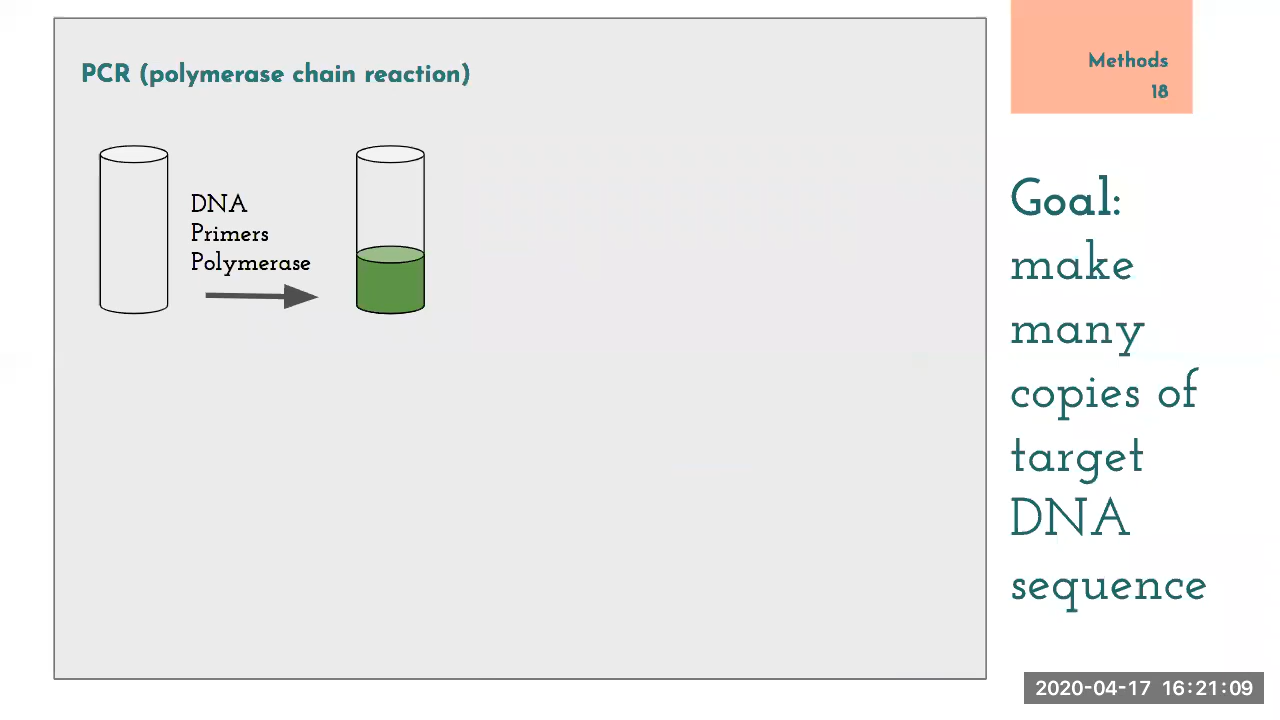 PCR (polymerase chain reaction)
DNA
Primers
Polymerase
Methods
18
Goal:
make
many
copies of
target
DNA
sequence
2020-04-17 16:21:09